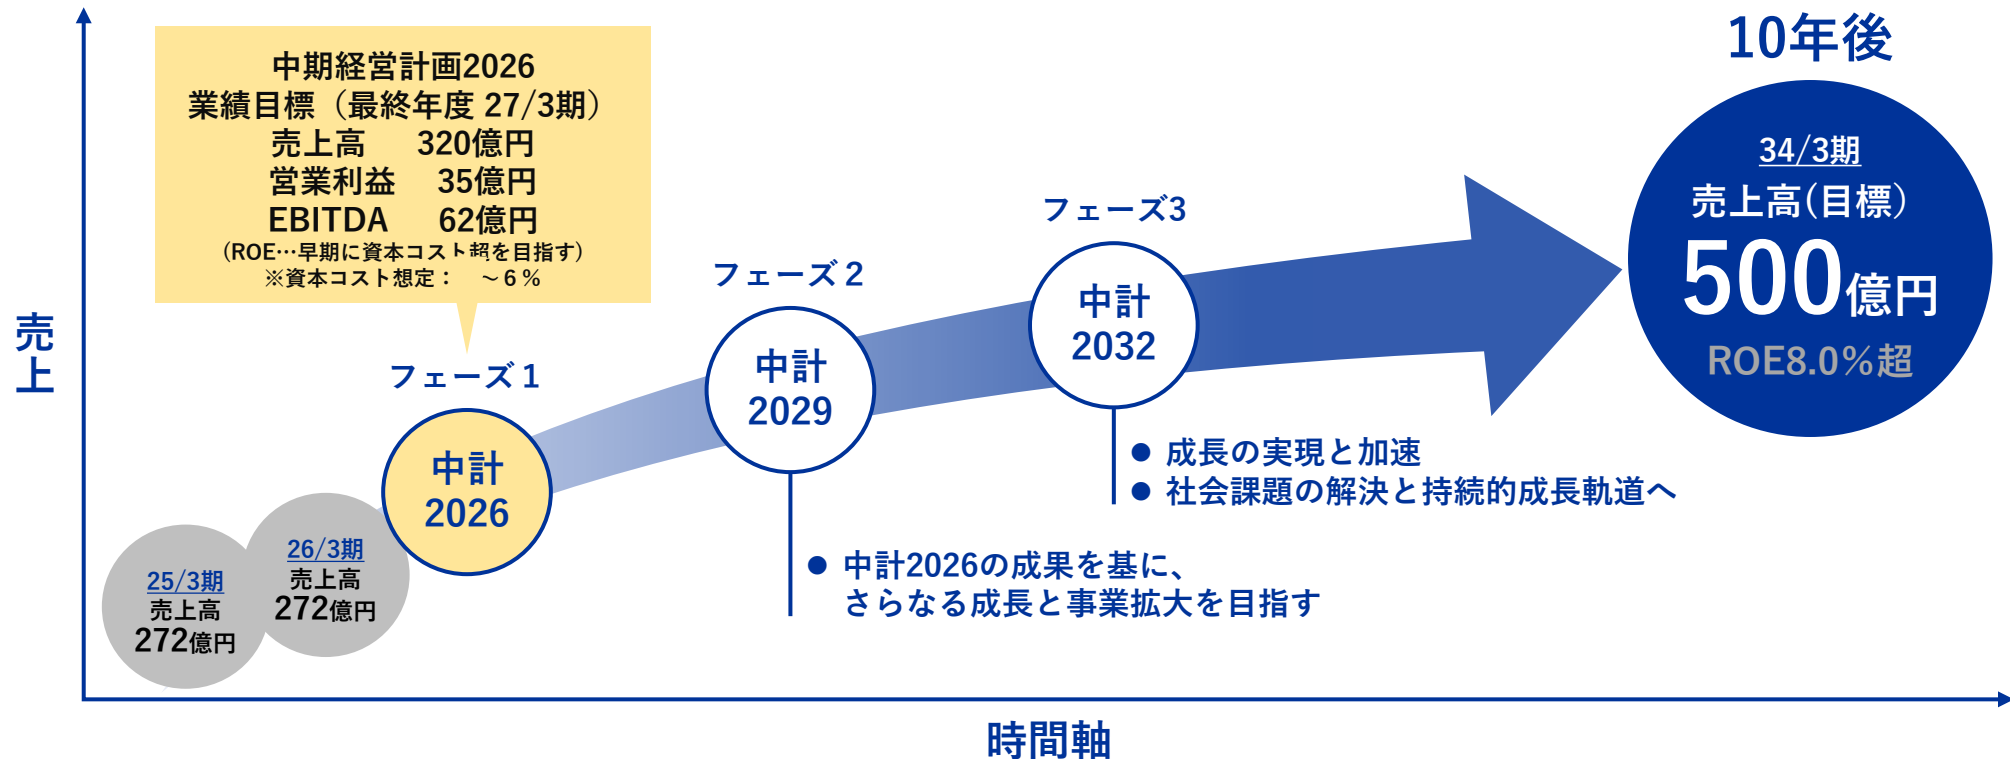 10年後
中期経営計画2026
業績目標（最終年度 27/3期）
売上高 320億円
営業利益 35億円
EBITDA 62億円
（ROE…早期に資本コスト超を目指す）
※資本コスト想定： ～6％
34/3期
売上高(目標)
500億円
ROE8.0％超
フェーズ3
中計
2032
フェーズ2
中計
2029
フェーズ1
中計
2026
売上
成長の実現と加速
社会課題の解決と持続的成長軌道へ
中計2026の成果を基に、
さらなる成長と事業拡大を目指す
26/3期
売上高
272億円
25/3期
売上高
272億円
時間軸